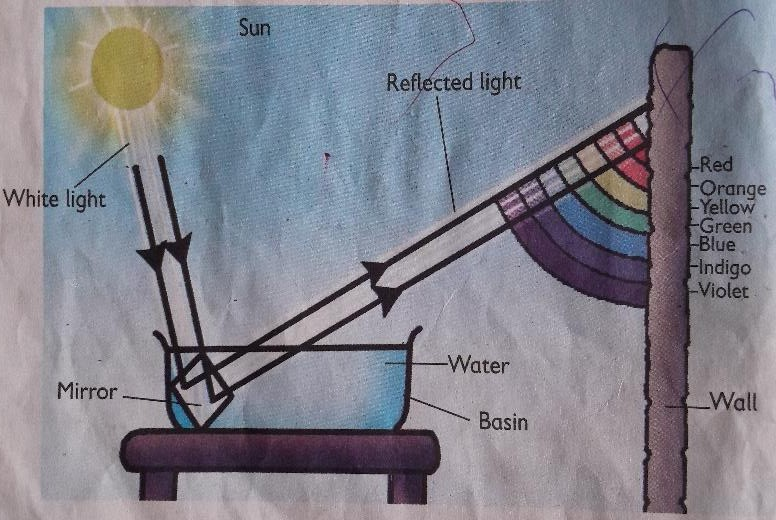 Sun
Reflected light
White light
Red
Orange
Yellow
Green
Blue
Indigo
Violet
Water
Mirror
Basin
Wall